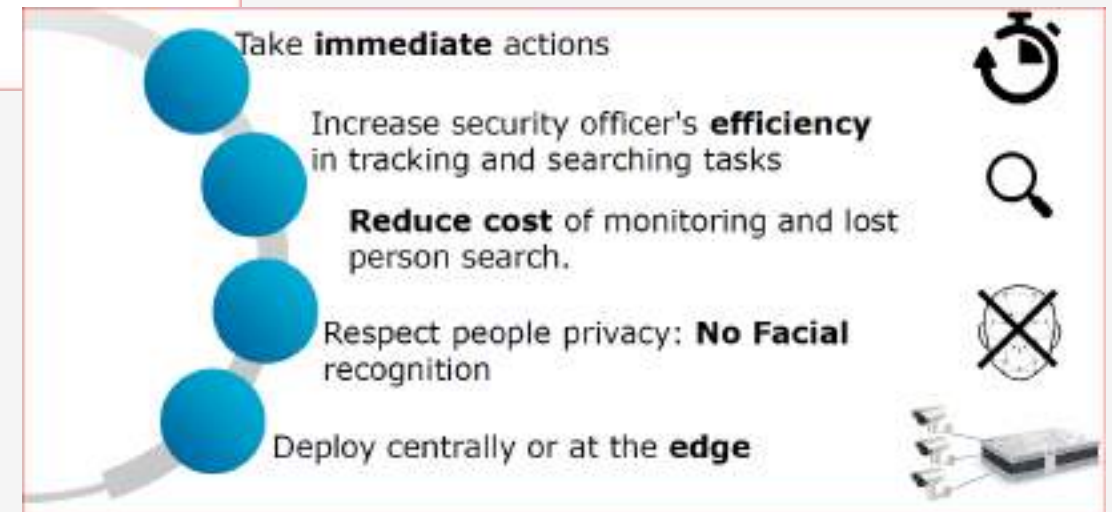 Take immediate actions
Increase security officer's efficiency
in tracking and searching tasks
Reduce cost of monitoring and lost
person search.
Respect people privacy: No Facial
recognition
Deploy centrally or at the edge